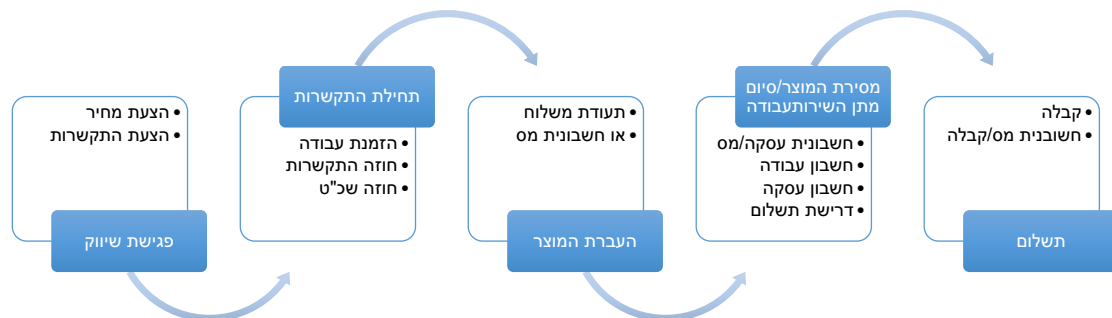 הצעת מחיר
הצעת התקשרות
פגישת שיווק
תחילת התקשרות
הזמנת עבודה
חוזה התקשרות
חוזה שכ"ט
תעודת משלוח
או חשבונית מס
העברת המוצר
מסירת המוצר/סיום
מתן השירותעבודה
חשבונית עסקה/מס
חשבון עבודה
חשבון עסקה
דרישת תשלום
קבלה
חשובנית מס/קבלה
תשלום